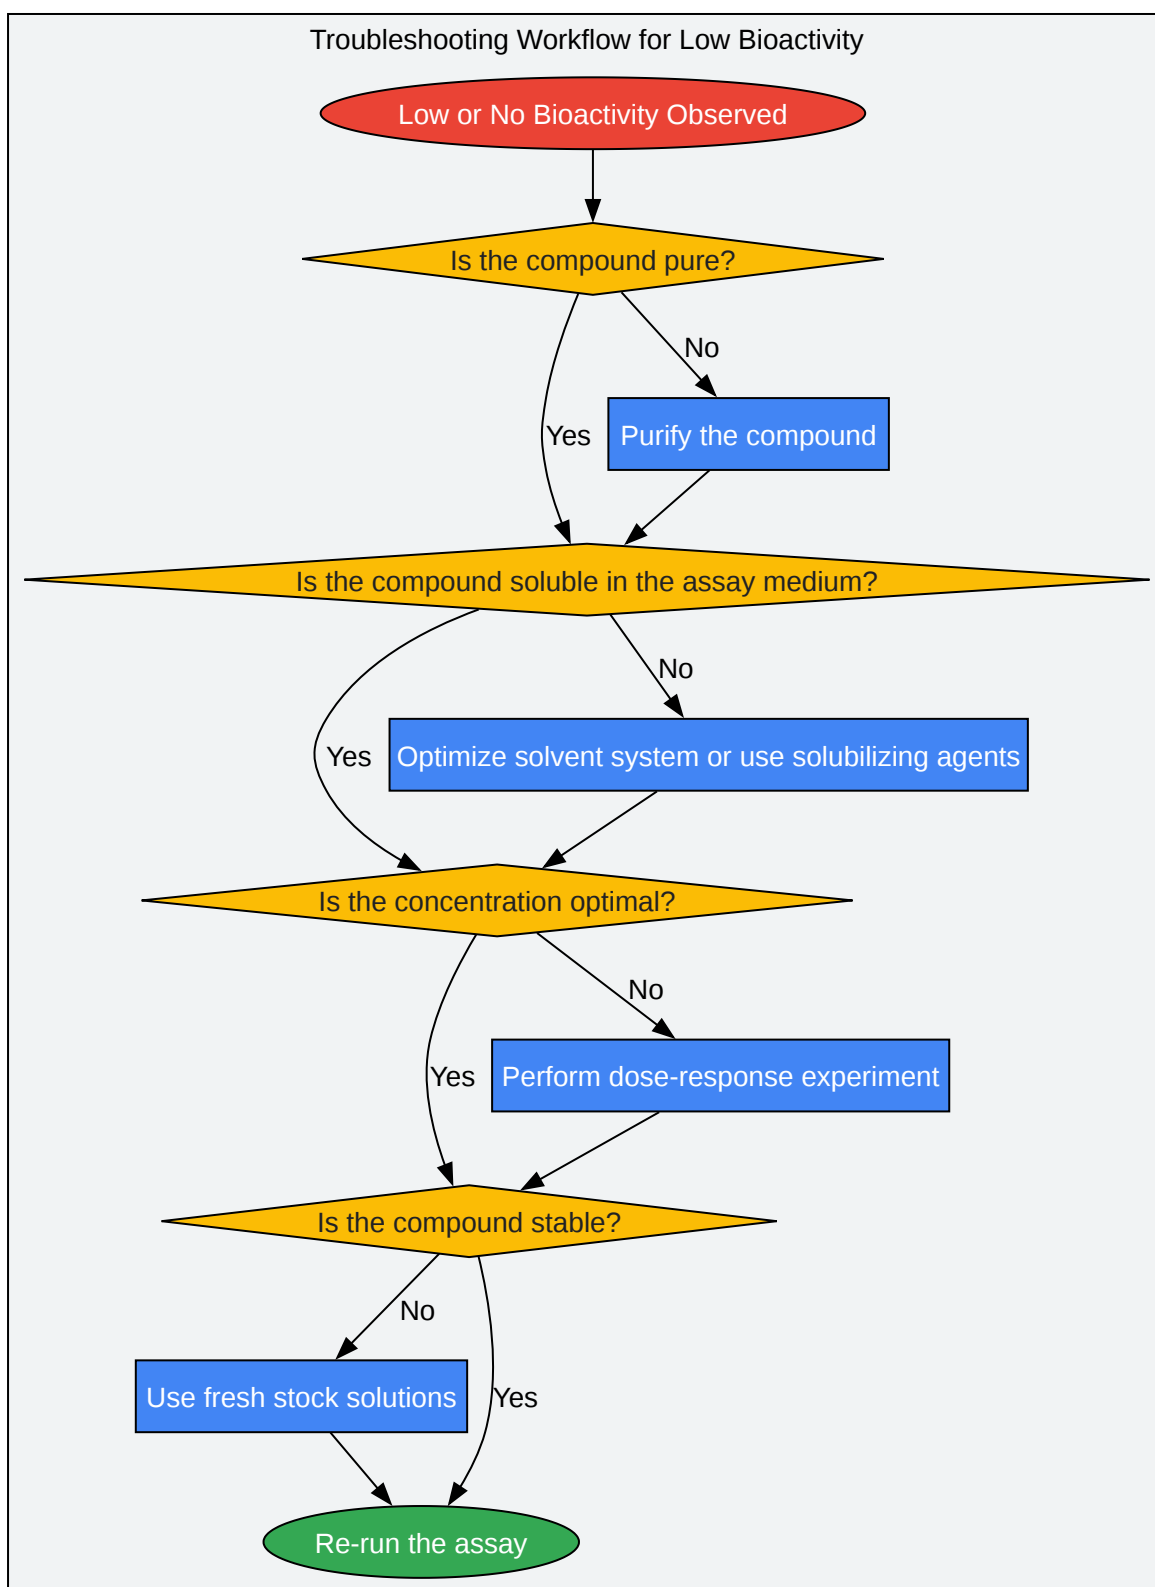 Troubleshooting Workflow for Low Bioactivity
Low or No Bioactivity Observed
Is the compound pure?
No
Yes
Purify the compound
Is the compound soluble in the assay medium?
No
Yes
Optimize solvent system or use solubilizing agents
Is the concentration optimal?
No
Yes
Perform dose-response experiment
Is the compound stable?
No
Use fresh stock solutions
Yes
Re-run the assay